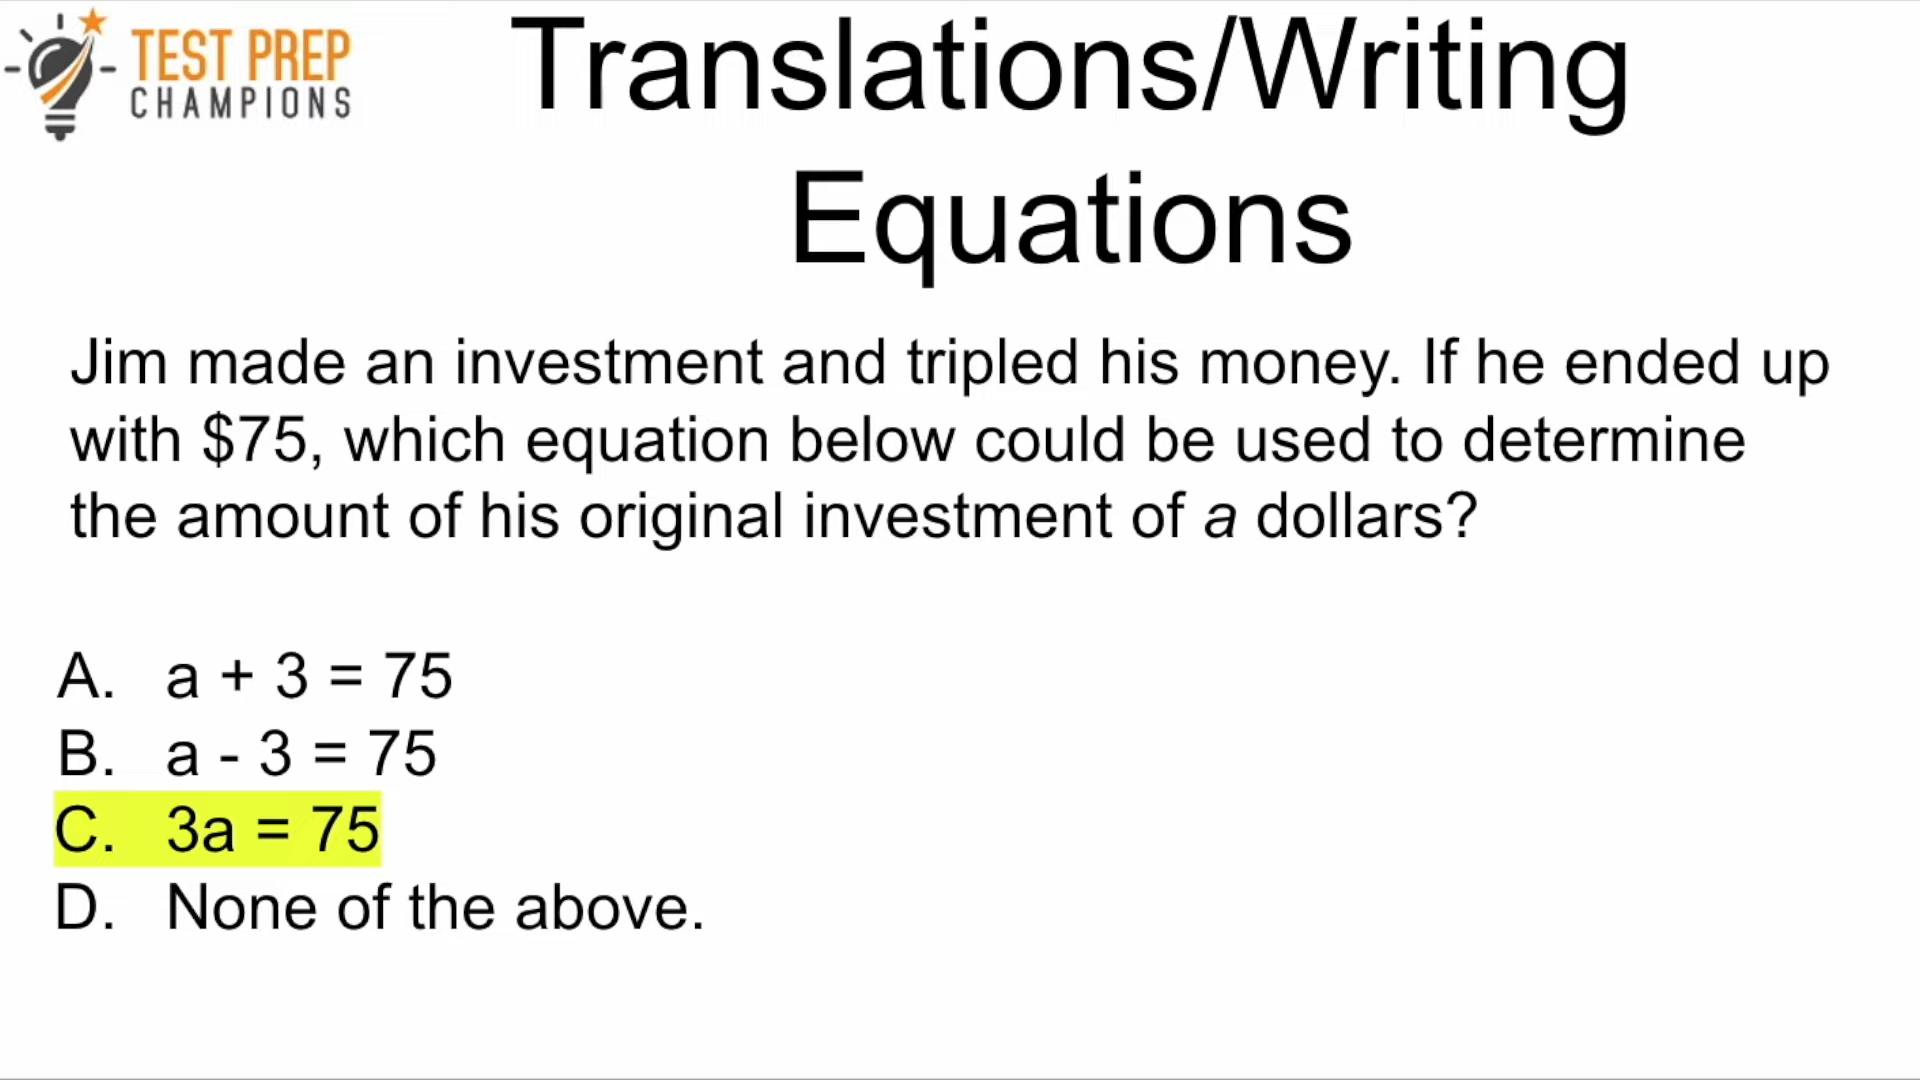 TEST PREP
CHAMPIONS
Translations/Writing
Equations
Jim made an investment and tripled his money. If he ended up
with $75, which equation below could be used to determine
the amount of his original investment of a dollars?
A. a + 3 = 75
B. a - 3 = 75
C. 3a = 75
D. None of the above.